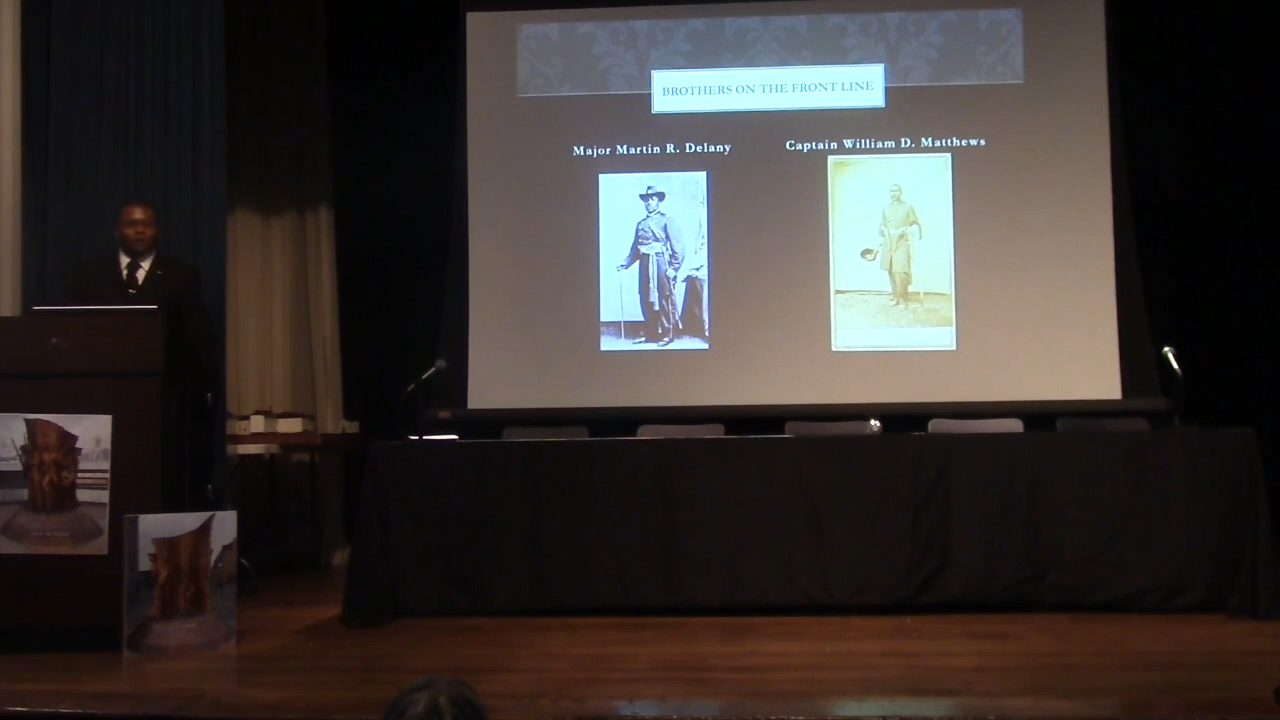 BROTHERS ON THE FRONT LINE
Major Martin R. Delany
Captain William D. Matthews